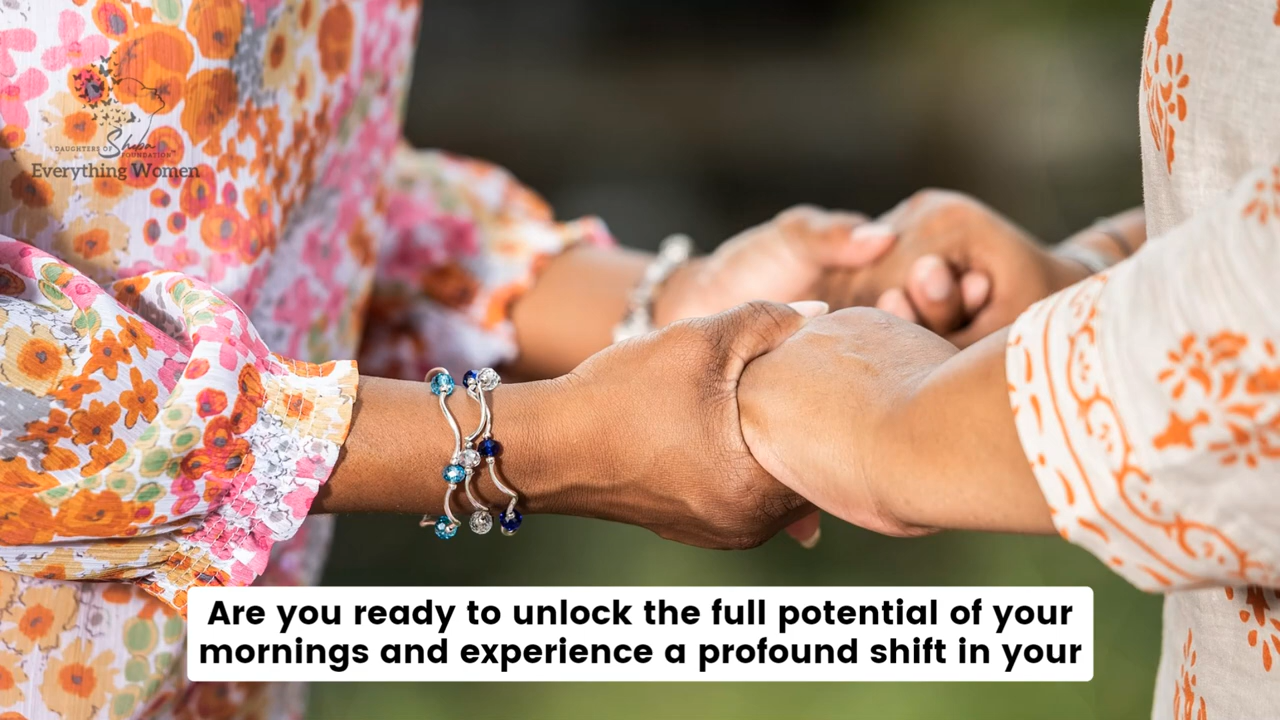 DAUGHTERS OF Sheba
FOUNDATION
Everything Women
Are you ready to unlock the full potential of your
mornings and experience a profound shift in your